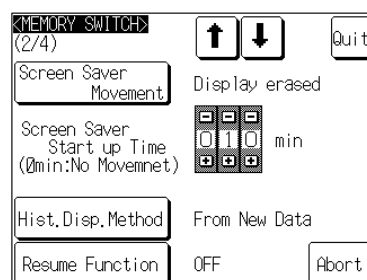 <MEMORY SWITCH>
(2/4)
Quit
Screen Saver
Movement
Display erased
Screen Saver
Start up Time
(0min:No Movemnet)
010 min
Hist.Disp.Method
From New Data
Resume Function
OFF
Abort